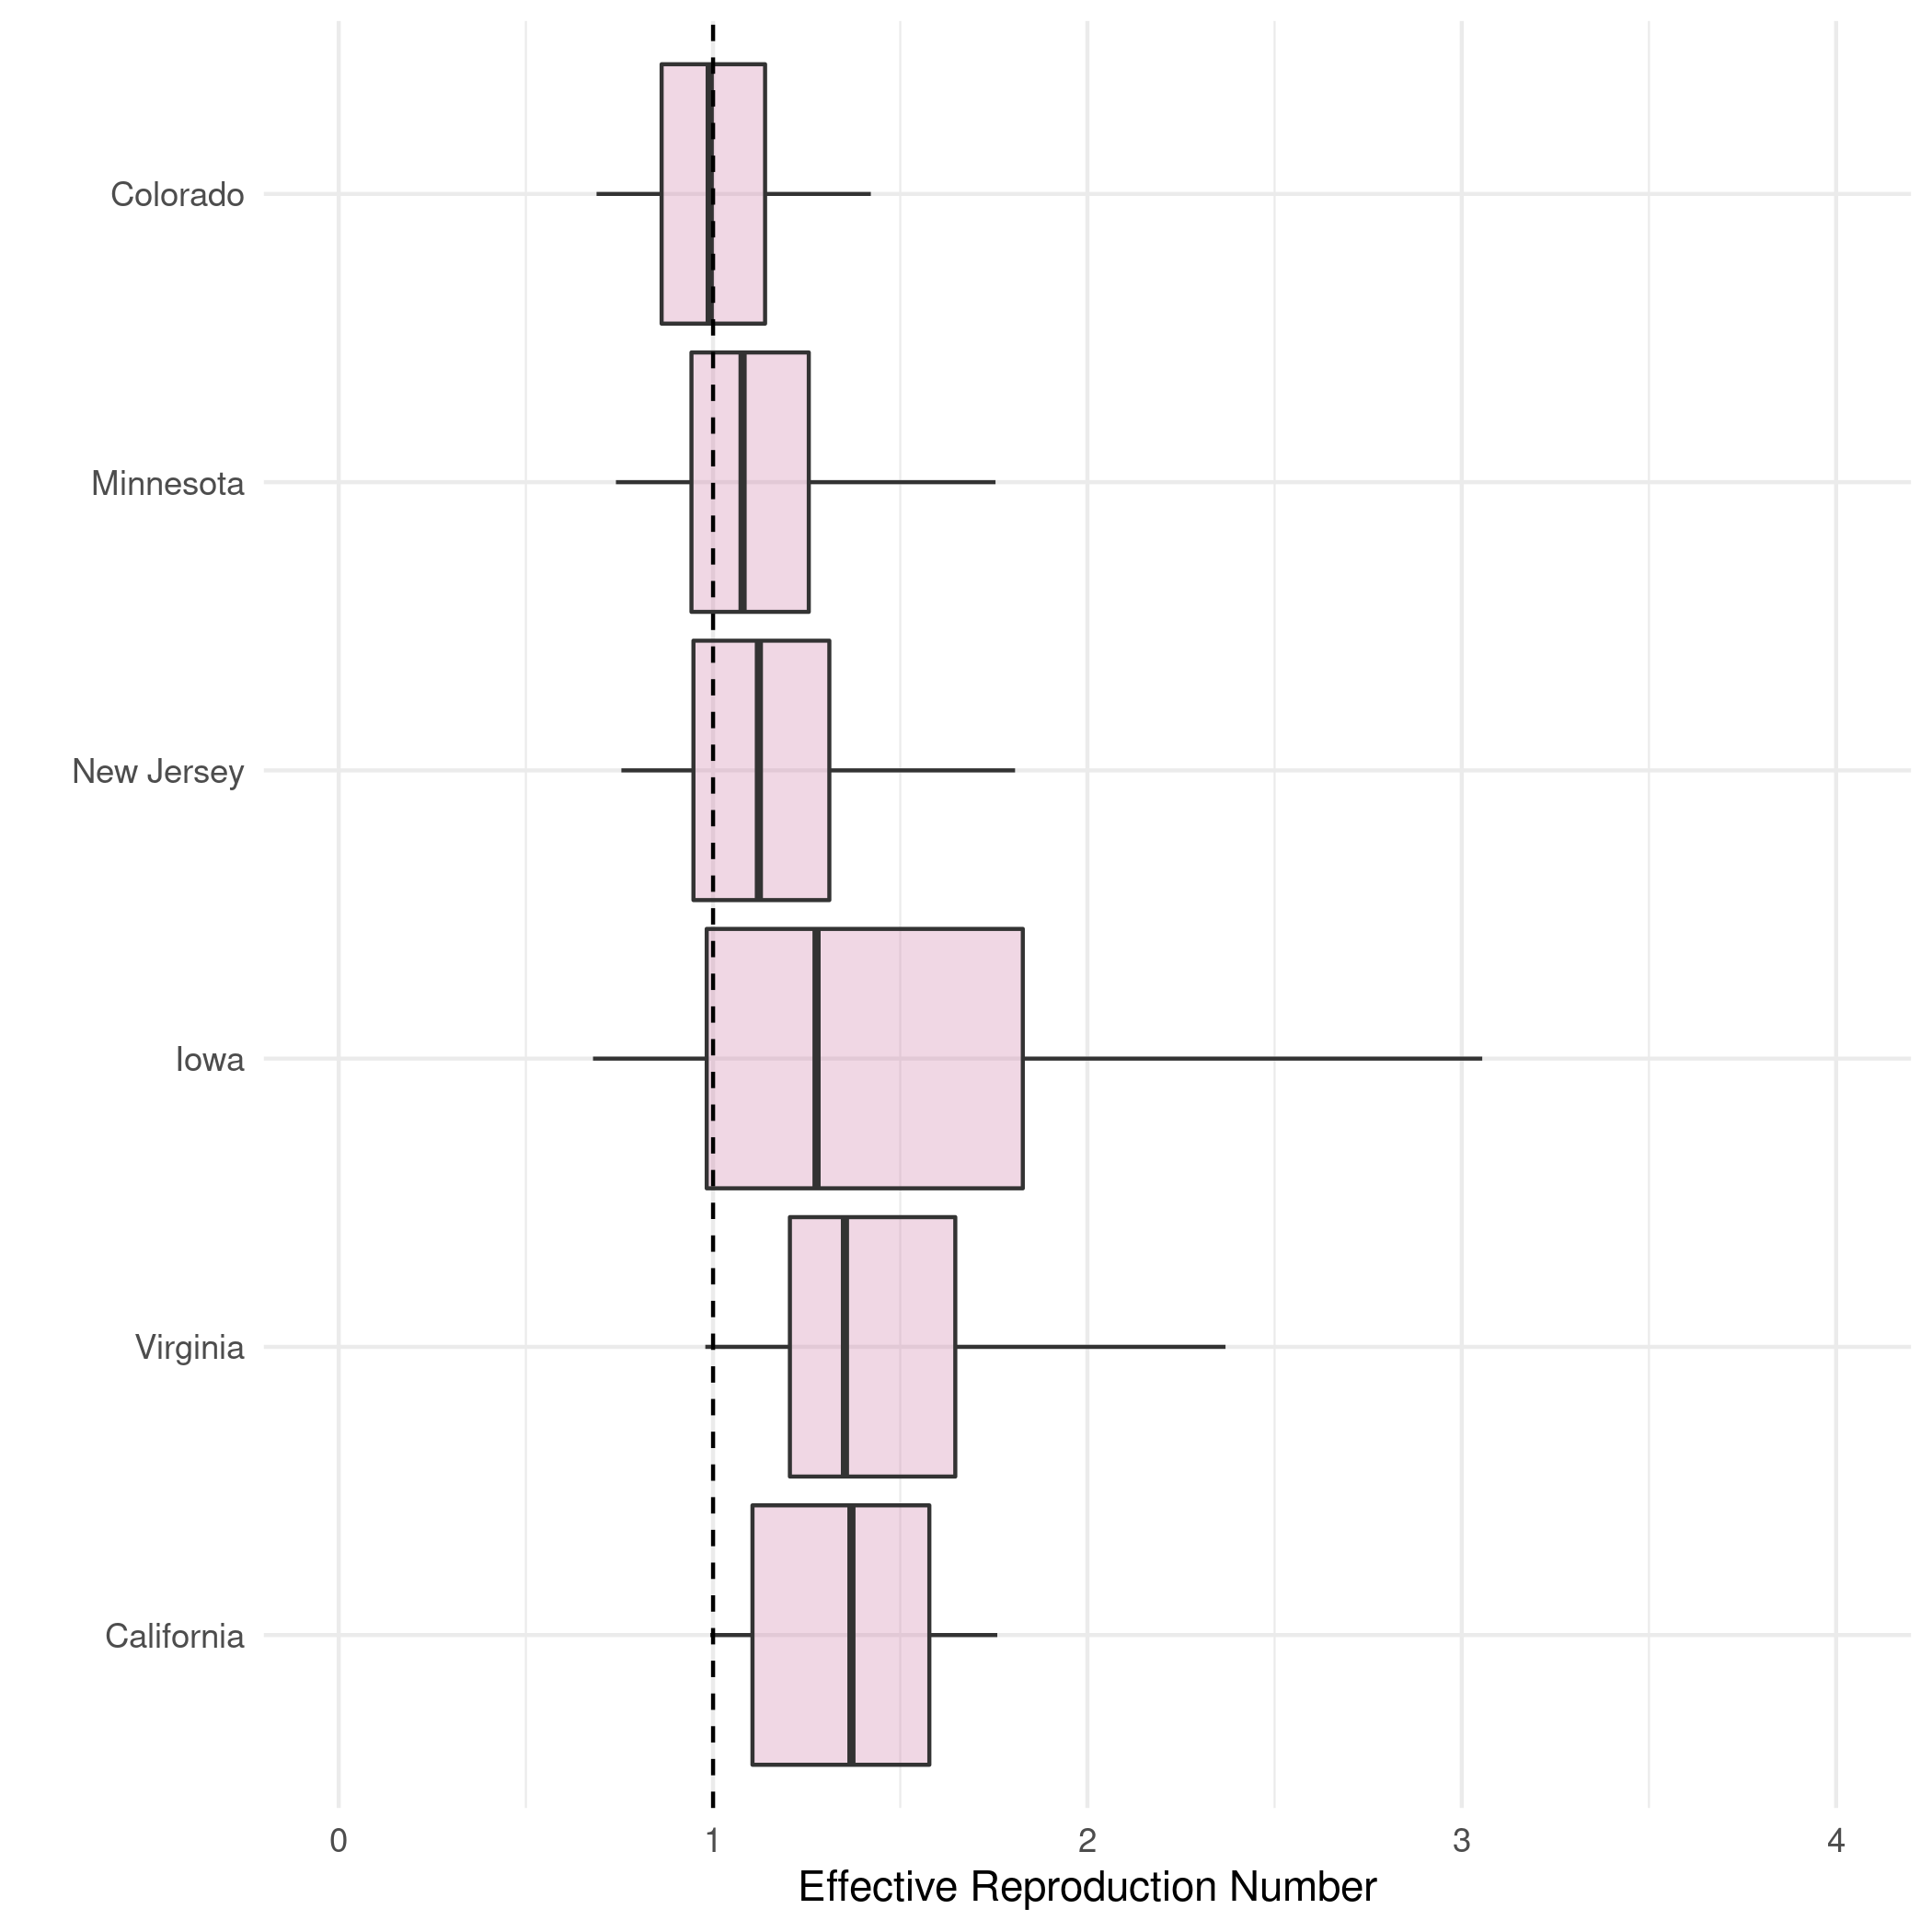 Colorado
Minnesota
New Jersey
Iowa
Virginia
California
0 1 2 3 4
Effective Reproduction Number